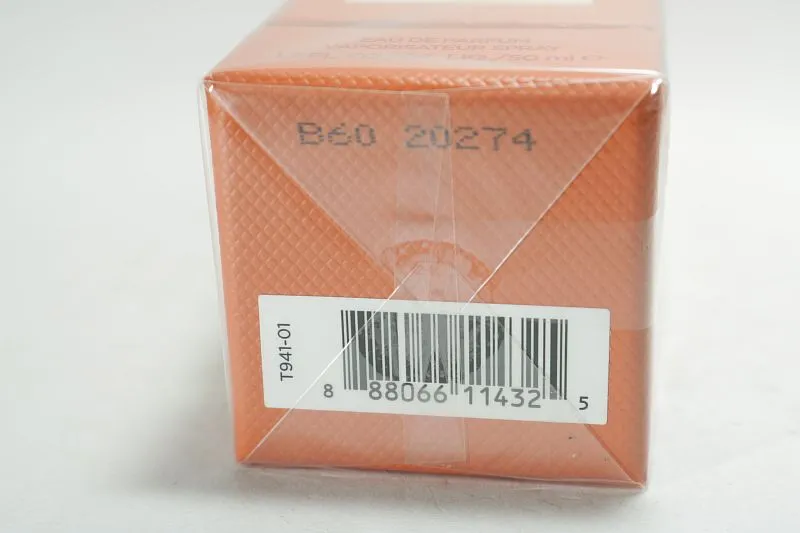 EAU DE PARFUM
VAPORISATEUR SPRAY
50 ml e
B60 20274
T941-01
8 88066 11432 5